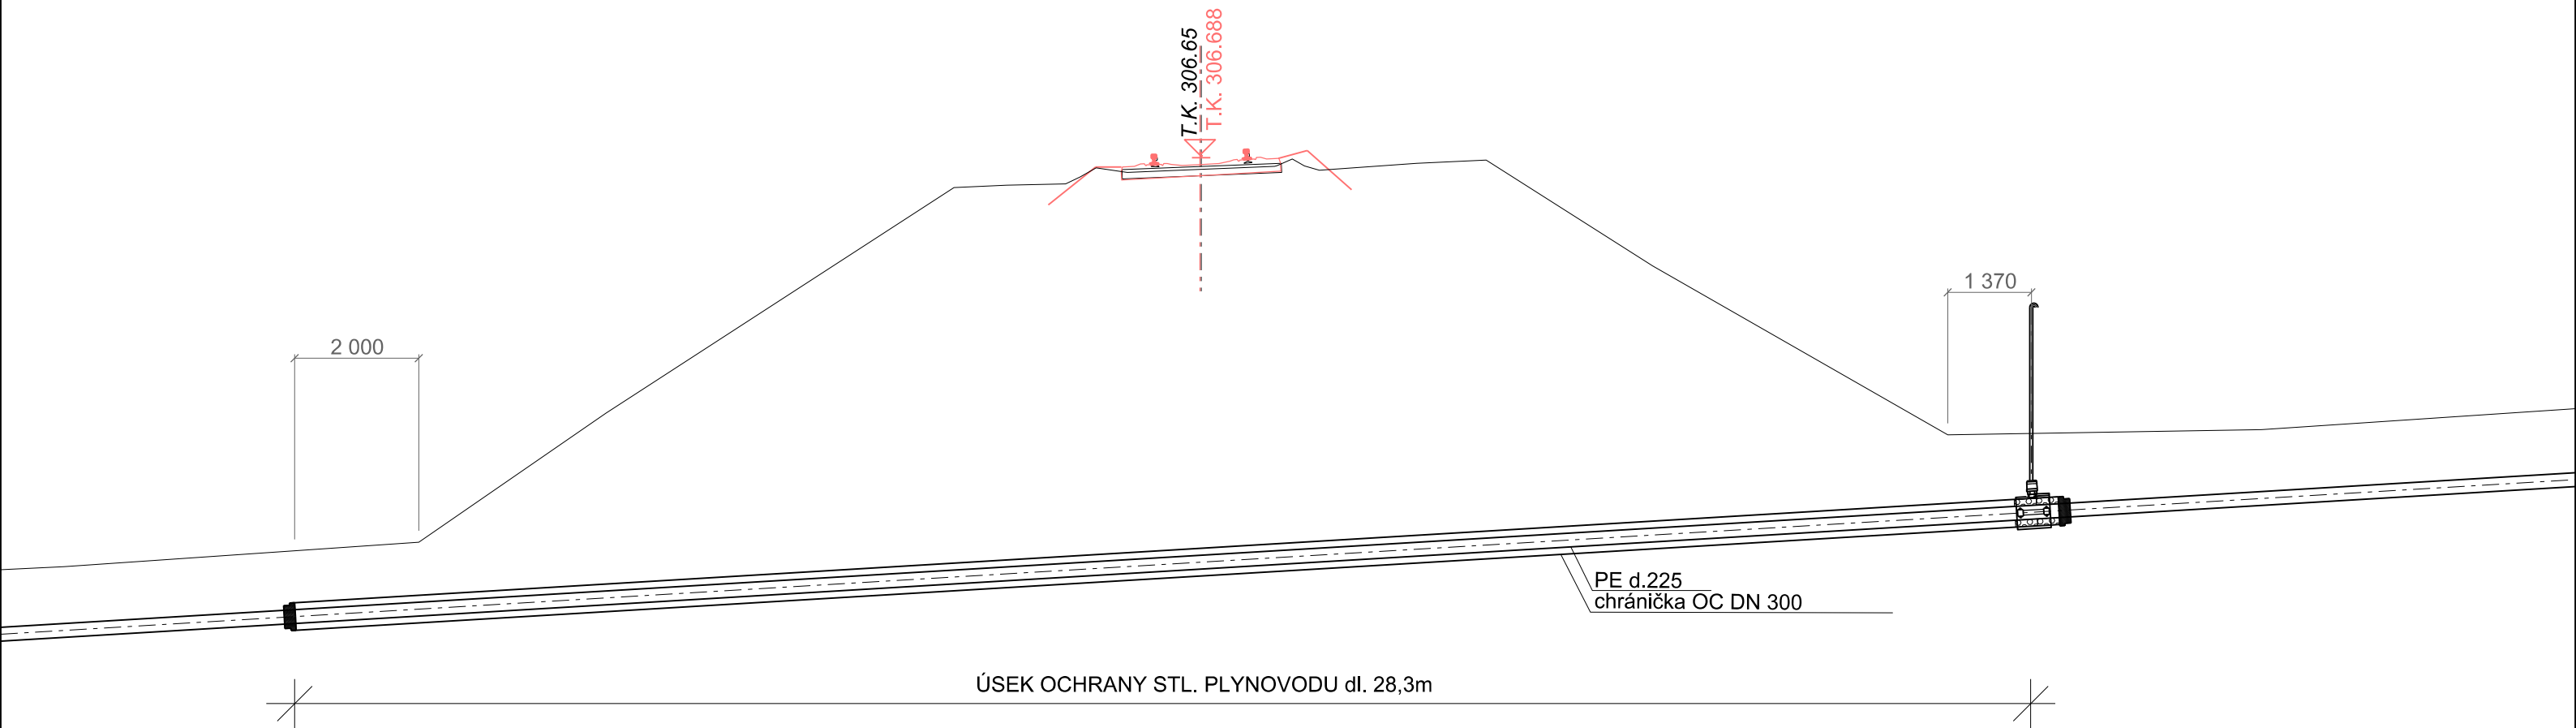 T.K. 306.65
T.K. 306.688
1 370
2 000
PE d.225
chránička OC DN 300
ÚSEK OCHRANY STL. PLYNOVODU dl. 28,3m